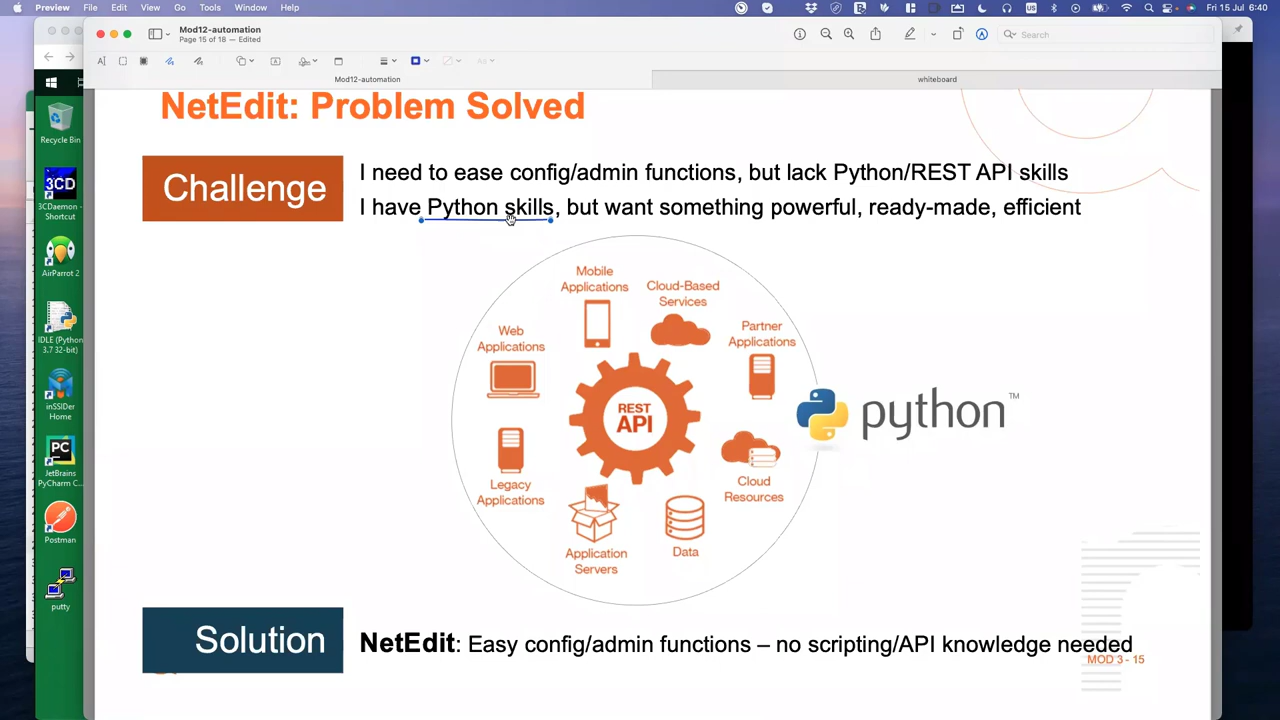 Preview File Edit View Go Tools Window Help
Fri 15 Jul 6:40
Mod12-automation
Page 15 of 18 — Edited
Search
Mod12-automation
whiteboard
Recycle Bin
3CDaemon -
Shortcut
AirParrot 2
IDLE (Python
3.7 32-bit)
inSSIDer
Home
JetBrains
PyCharm C...
Postman
putty
NetEdit: Problem Solved
Challenge
I need to ease config/admin functions, but lack Python/REST API skills
I have Python skills, but want something powerful, ready-made, efficient
Mobile
Applications
Cloud-Based
Services
Web
Applications
Partner
Applications
REST
API
python™
Legacy
Applications
Cloud
Resources
Application
Servers
Data
Solution
NetEdit: Easy config/admin functions – no scripting/API knowledge needed
MOD 3 - 15